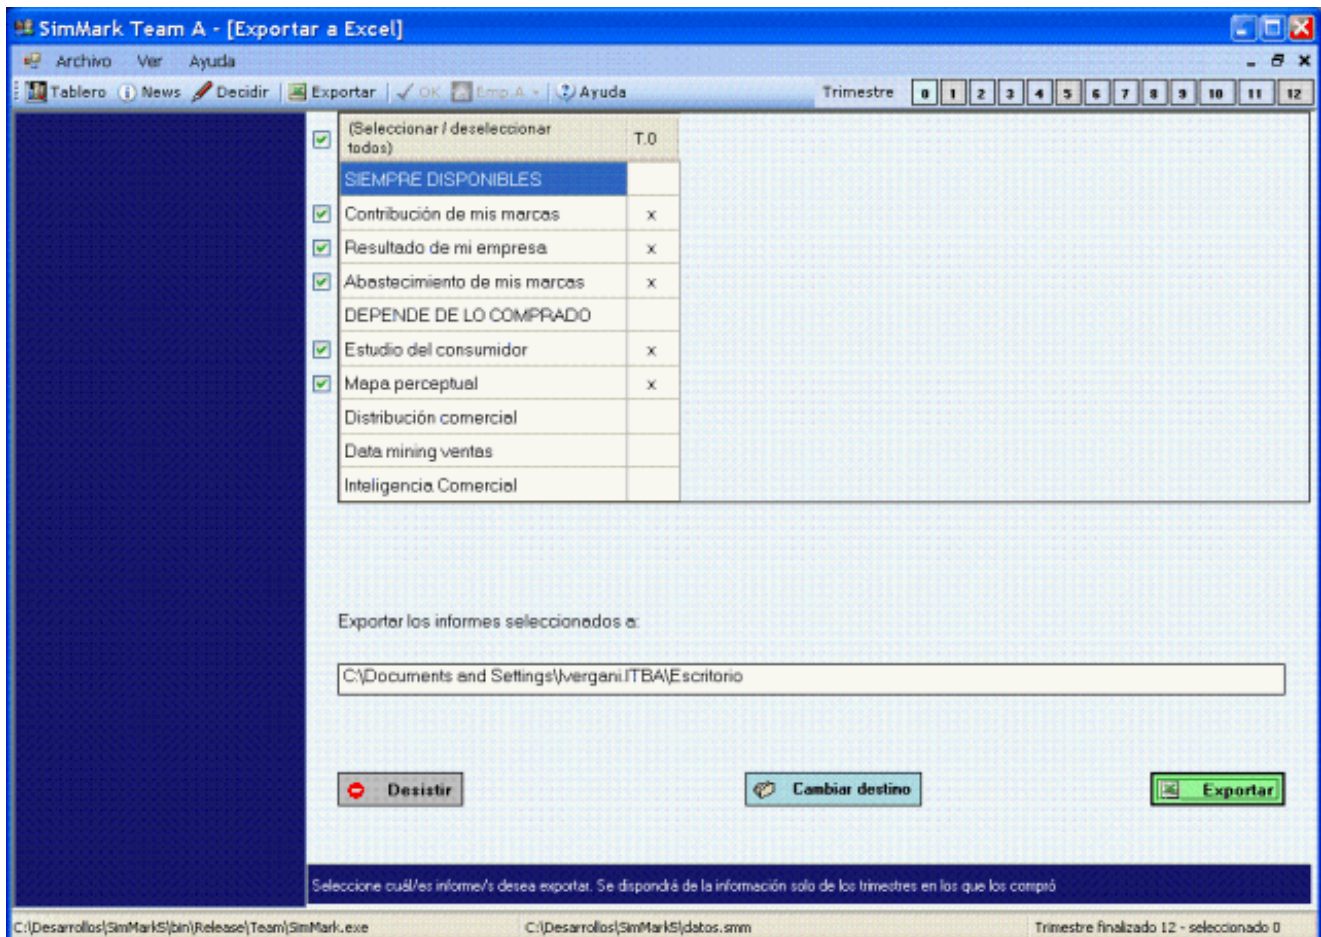 SimMark Team A - [Exportar a Excel]
Archivo Ver Ayuda
Tablero News Decidir Exportar OK Emp.A Ayuda Trimestre 0 1 2 3 4 5 6 7 8 9 10 11 12
(Seleccionar / deseleccionar
todos) T.0
SIEMPRE DISPONIBLES
Contribución de mis marcas x
Resultado de mi empresa x
Abastecimiento de mis marcas x
DEPENDE DE LO COMPRADO
Estudio del consumidor x
Mapa perceptual x
Distribución comercial
Data mining ventas
Inteligencia Comercial
Exportar los informes seleccionados a:
C:\Documents and Settings\lvergani.ITBA\Escritorio
Desistir Cambiar destino Exportar
Seleccione cuál/es informe/s desea exportar. Se dispondrá de la información solo de los trimestres en los que los compró
C:\Desarrollos\SimMarkS\bin\Release\Team\SimMark.exe C:\Desarrollos\SimMarkS\datos.smm Trimestre finalizado 12 - seleccionado 0